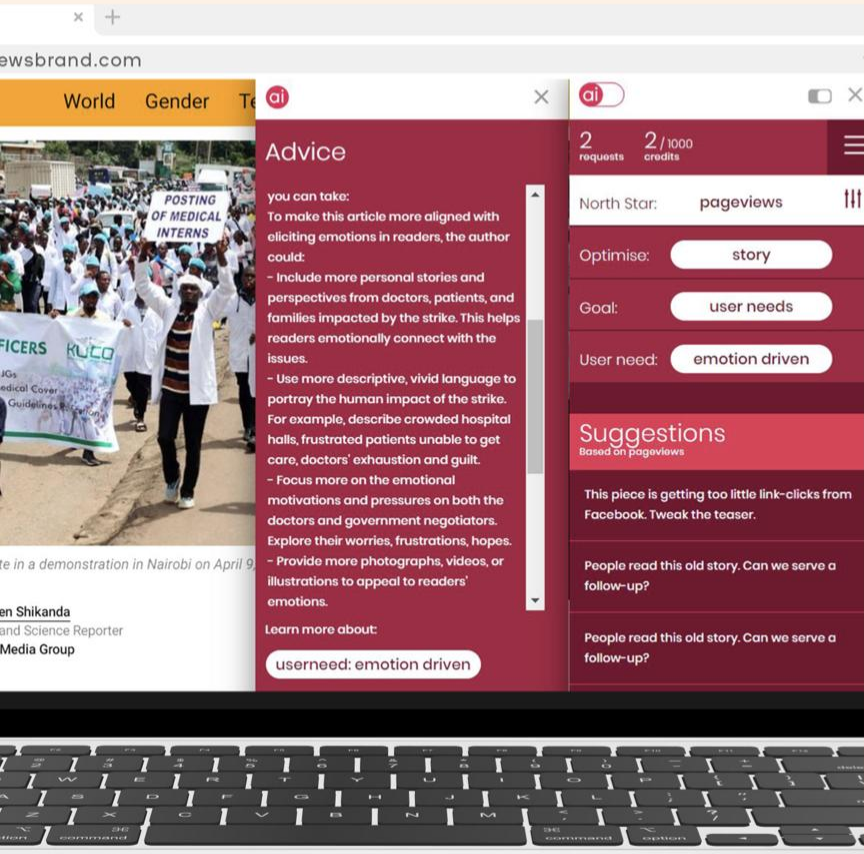 ewsbrand.com
World Gender Te
POSTING
OF MEDICAL
INTERNS
FICERS KUCO
JGs
edical Cover
Guidelines
te in a demonstration in Nairobi on April 9,
en Shikanda
and Science Reporter
Media Group
ai
Advice
you can take:
To make this article more aligned with
eliciting emotions in readers, the author
could:
- Include more personal stories and
perspectives from doctors, patients, and
families impacted by the strike. This helps
readers emotionally connect with the
issues.
- Use more descriptive, vivid language to
portray the human impact of the strike.
For example, describe crowded hospital
halls, frustrated patients unable to get
care, doctors' exhaustion and guilt.
- Focus more on the emotional
motivations and pressures on both the
doctors and government negotiators.
Explore their worries, frustrations, hopes.
- Provide more photographs, videos, or
illustrations to appeal to readers'
emotions.
Learn more about:
userneed: emotion driven
ai
2 requests 2/1000 credits
North Star: pageviews
Optimise: story
Goal: user needs
User need: emotion driven
Suggestions
Based on pageviews
This piece is getting too little link-clicks from
Facebook. Tweak the teaser.
People read this old story. Can we serve a
follow-up?
People read this old story. Can we serve a
follow-up?
W E R T Y U I O P
A S D F G H J K L
Z X C V B N M
command command option